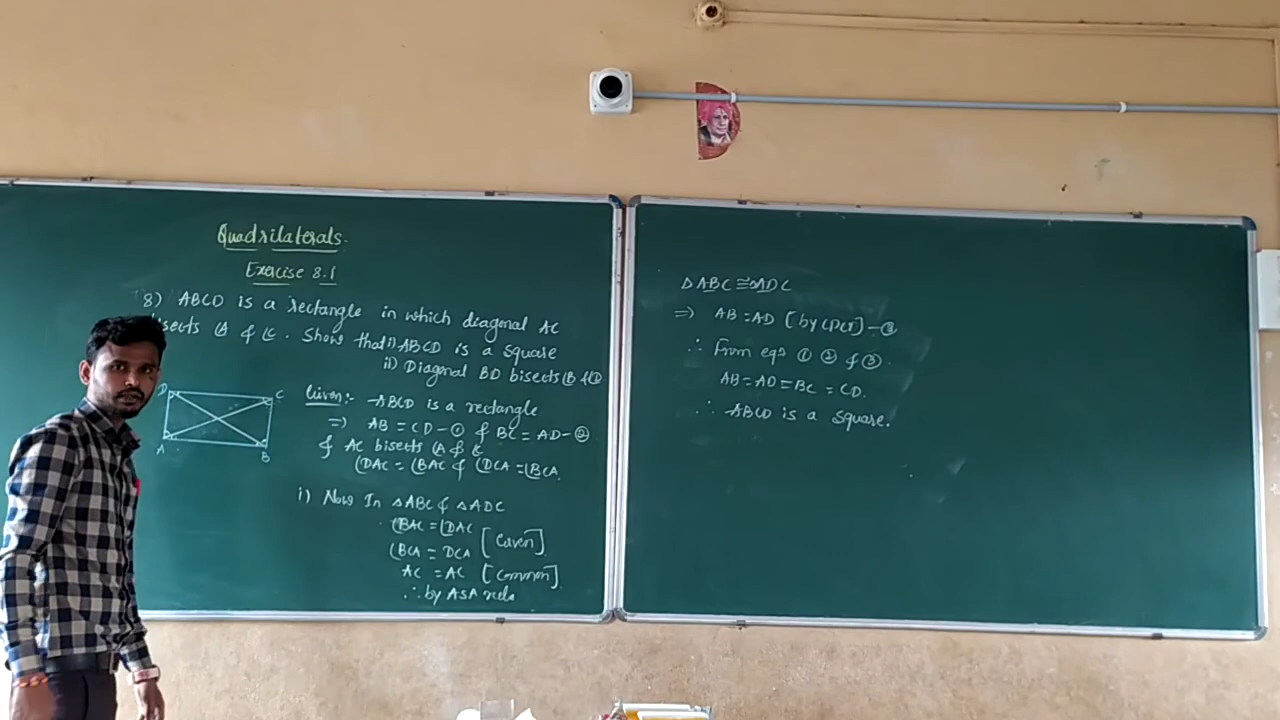 Quadrilaterals.
Exercise 8.1
8) ABCD is a rectangle in which diagonal AC
bisects ∠A & ∠C. Show that i) ABCD is a square
ii) Diagonal BD bisects ∠B & ∠D
D C
A B
Given:- ABCD is a rectangle
⇒ AB = CD - ① & BC = AD - ②
& AC bisects ∠A & ∠C
∠DAC = ∠BAC & ∠DCA = ∠BCA.
i) Now In △ABC & △ADC
∠BAC = ∠DAC
∠BCA = DCA [Given]
AC = AC [common].
∴ by ASA rule
△ABC ≅ △ADC
⇒ AB = AD [by CPCT] - ③
∴ From eqs ① ② & ③.
AB = AD = BC = CD.
∴ ABCD is a square.